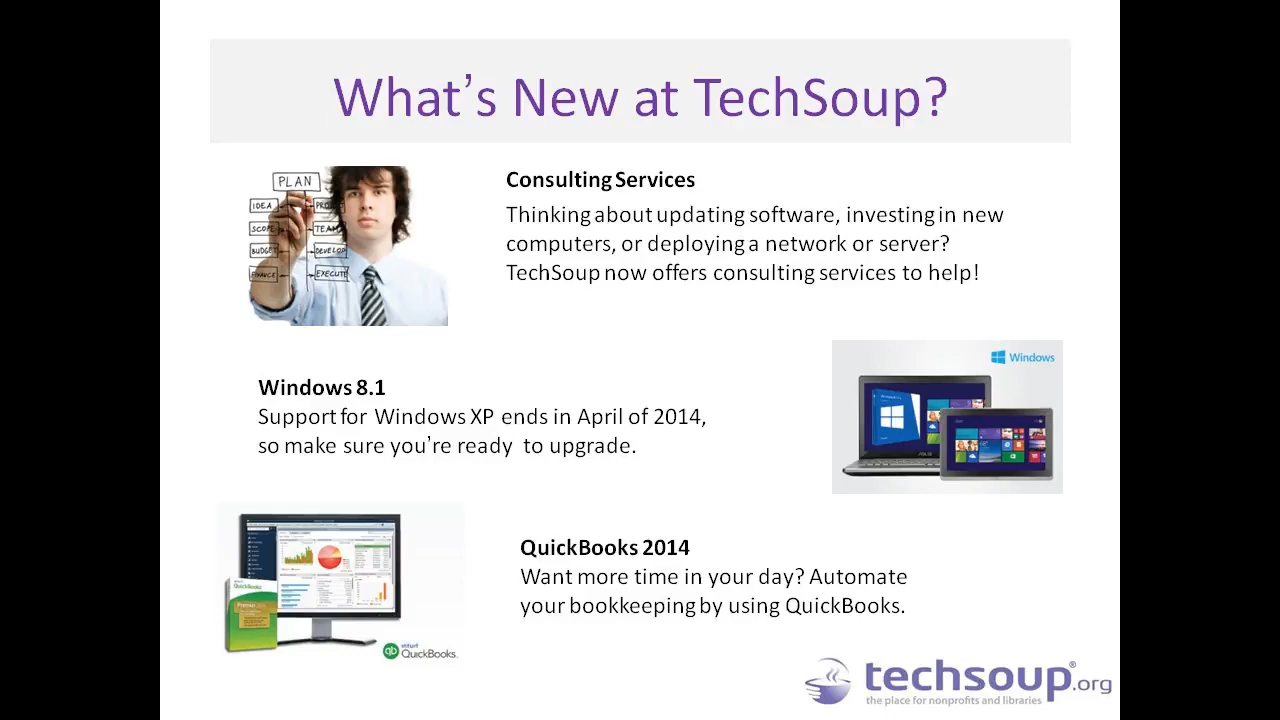 What’s New at TechSoup?
PLAN
IDEA
SCOPE
TEAM
BUDGET
DEVELOP
FINANCE
EXECUTE
Consulting Services
Thinking about updating software, investing in new
computers, or deploying a network or server?
TechSoup now offers consulting services to help!
Windows 8.1
Support for Windows XP ends in April of 2014,
so make sure you’re ready to upgrade.
Windows
ASUS
QuickBooks
intuit
qb QuickBooks.
QuickBooks 2014
Want more time in you day? Automate
your bookkeeping by using QuickBooks.
techsoup®.org
the place for nonprofits and libraries